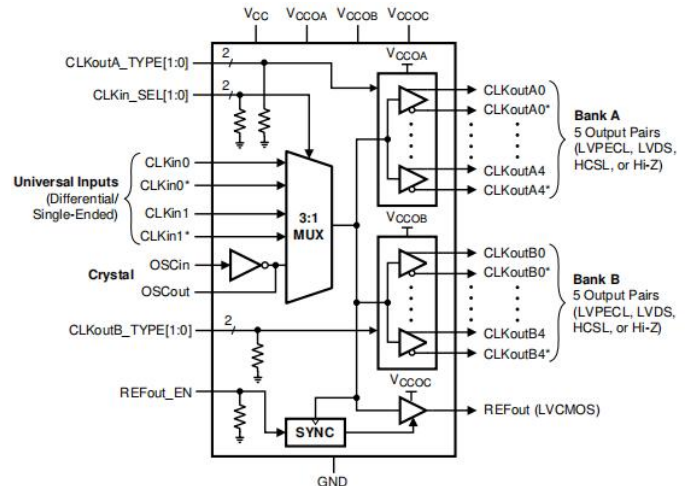 VCC VCCOA VCCOB VCCOC
CLKoutA_TYPE[1:0] 2
VCCOA
CLKin_SEL[1:0] 2
CLKoutA0
CLKoutA0*
CLKoutA4
CLKoutA4*
Bank A
5 Output Pairs
(LVPECL, LVDS,
HCSL, or Hi-Z)
Universal Inputs
(Differential/
Single-Ended)
CLKin0
CLKin0*
CLKin1
CLKin1*
3:1
MUX
Crystal
OSCin
OSCout
VCCOB
CLKoutB0
CLKoutB0*
CLKoutB4
CLKoutB4*
Bank B
5 Output Pairs
(LVPECL, LVDS,
HCSL, or Hi-Z)
CLKoutB_TYPE[1:0] 2
VCCOC
REFout_EN
REFout (LVCMOS)
SYNC
GND